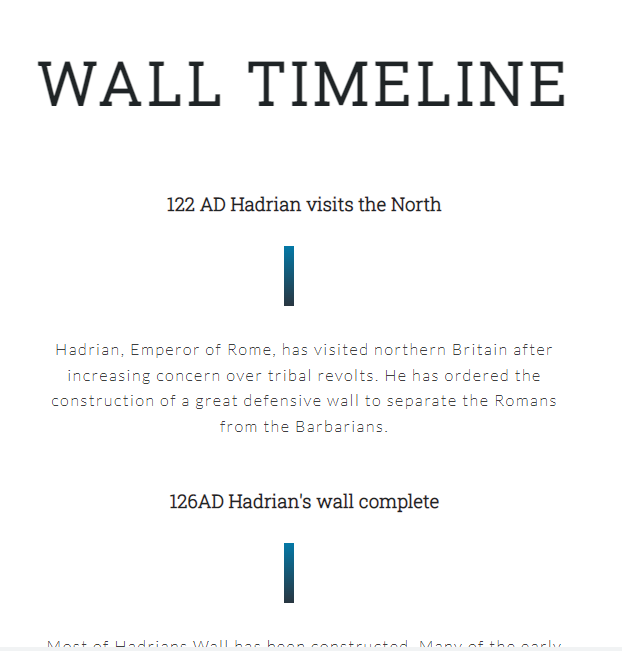 WALL TIMELINE
122 AD Hadrian visits the North
Hadrian, Emperor of Rome, has visited northern Britain after
increasing concern over tribal revolts. He has ordered the
construction of a great defensive wall to separate the Romans
from the Barbarians.
126AD Hadrian's wall complete
Most of Hadrians Wall has been constructed. Many of the early